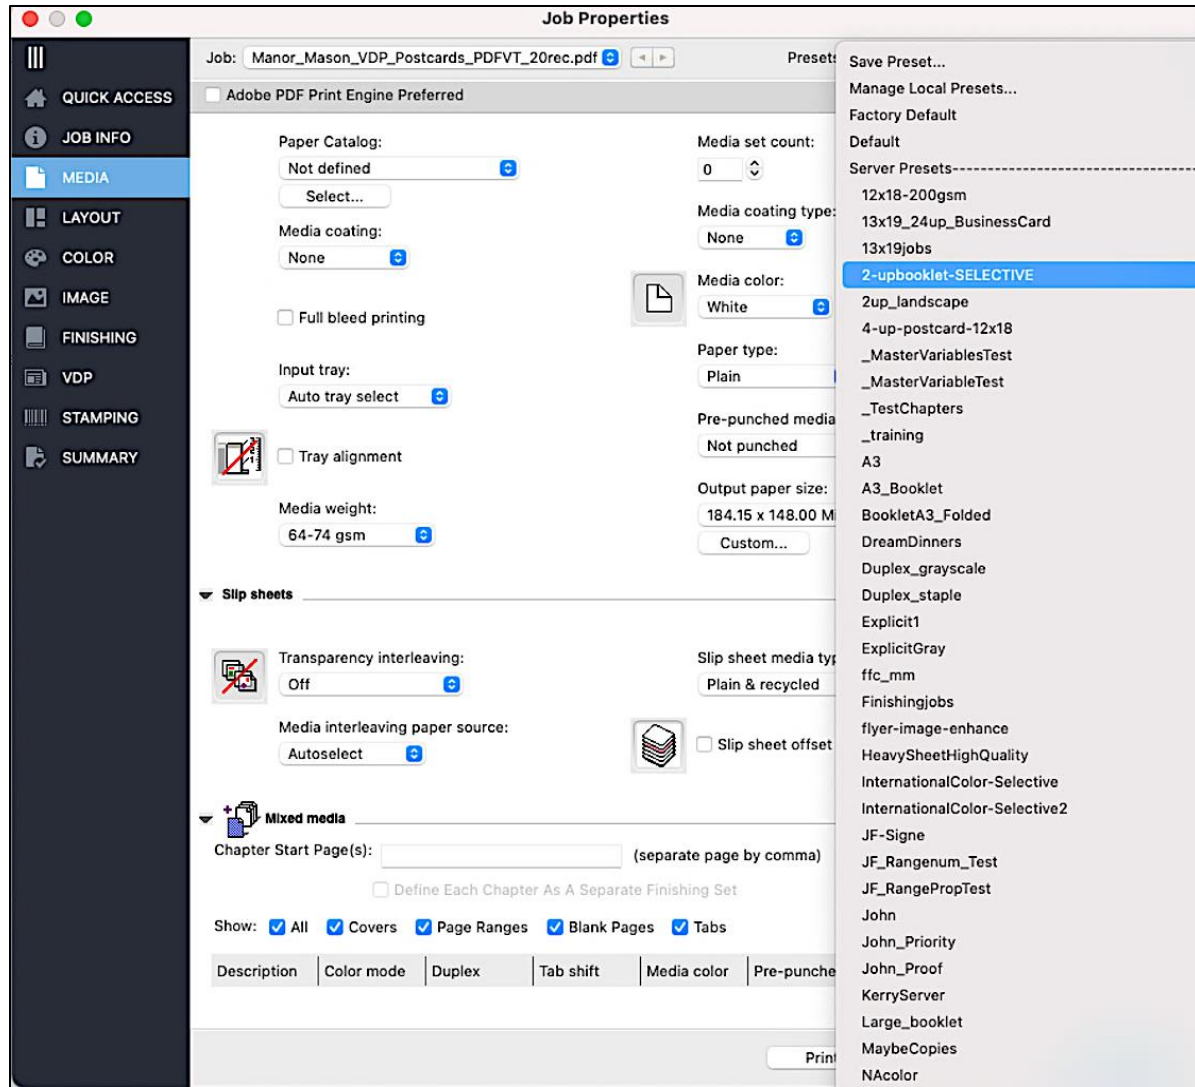 Job Properties
QUICK ACCESS
JOB INFO
MEDIA
LAYOUT
COLOR
IMAGE
FINISHING
VDP
STAMPING
SUMMARY
Job: Manor_Mason_VDP_Postcards_PDFVT_20rec.pdf
Presets
Adobe PDF Print Engine Preferred
Paper Catalog:
Not defined
Select...
Media coating:
None
Full bleed printing
Input tray:
Auto tray select
Tray alignment
Media weight:
64-74 gsm
Media set count:
0
Media coating type:
None
Media color:
White
Paper type:
Plain
Pre-punched media
Not punched
Output paper size:
184.15 x 148.00 Mi
Custom...
Slip sheets
Transparency interleaving:
Off
Media interleaving paper source:
Autoselect
Slip sheet media typ
Plain & recycled
Slip sheet offset
Mixed media
Chapter Start Page(s):
(separate page by comma)
Define Each Chapter As A Separate Finishing Set
Show: All Covers Page Ranges Blank Pages Tabs
Description Color mode Duplex Tab shift Media color Pre-punche
Print
Save Preset...
Manage Local Presets...
Factory Default
Default
Server Presets-----------------------------------
12x18-200gsm
13x19_24up_BusinessCard
13x19jobs
2-upbooklet-SELECTIVE
2up_landscape
4-up-postcard-12x18
_MasterVariablesTest
_MasterVariableTest
_TestChapters
_training
A3
A3_Booklet
BookletA3_Folded
DreamDinners
Duplex_grayscale
Duplex_staple
Explicit1
ExplicitGray
ffc_mm
Finishingjobs
flyer-image-enhance
HeavySheetHighQuality
InternationalColor-Selective
InternationalColor-Selective2
JF-Signe
JF_Rangenum_Test
JF_RangePropTest
John
John_Priority
John_Proof
KerryServer
Large_booklet
MaybeCopies
NAcolor